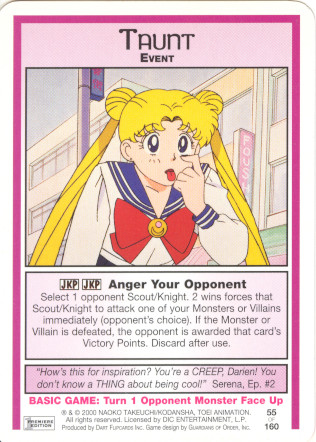 TAUNT
EVENT
POUSH
JKP JKP Anger Your Opponent
Select 1 opponent Scout/Knight. 2 wins forces that
Scout/Knight to attack one of your Monsters or Villains
immediately (opponent's choice). If the Monster or
Villain is defeated, the opponent is awarded that card's
Victory Points. Discard after use.
"How's this for inspiration? You're a CREEP, Darien! You
don't know a THING about being cool!" Serena, Ep. #2
BASIC GAME: Turn 1 Opponent Monster Face Up
PREMIERE
EDITION
® & © 2000 NAOKO TAKEUCHI/KODANSHA, TOEI ANIMATION.
All rights reserved. Licensed by DIC ENTERTAINMENT, L.P.
Produced by DART FLIPCARDS INC. Game design by GUARDIANS OF ORDER, INC.
55
OF
160